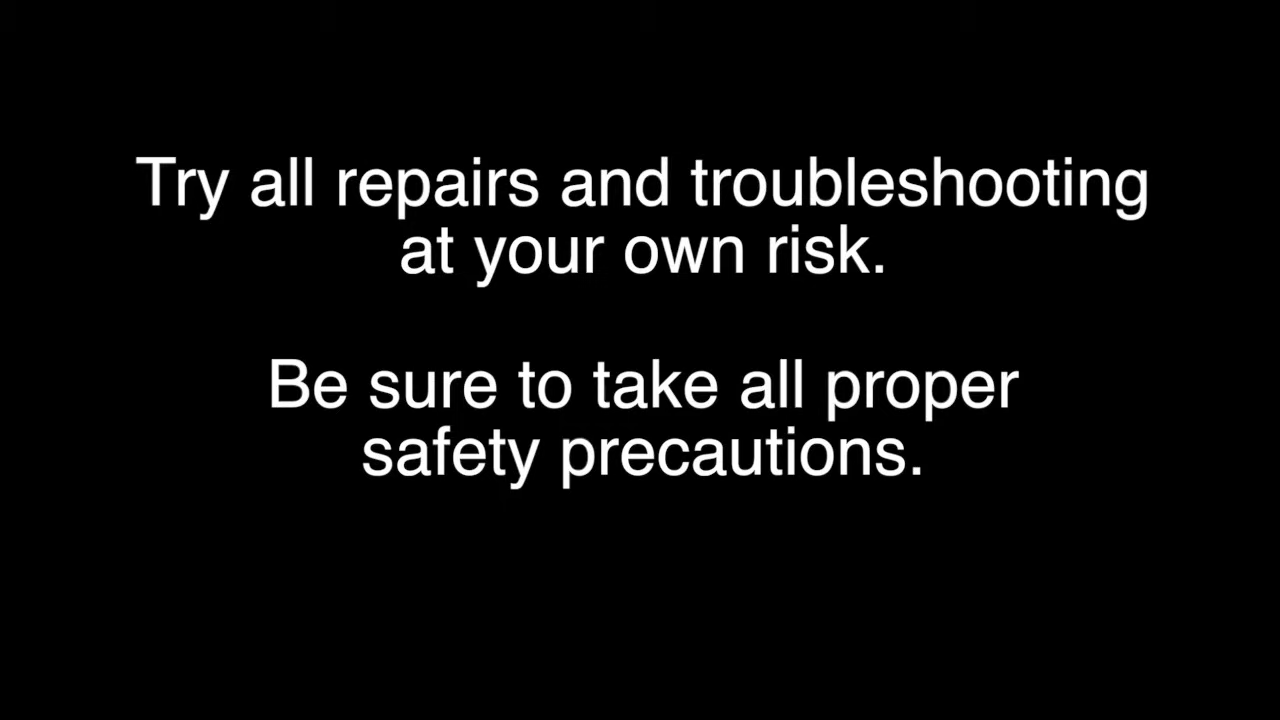 Try all repairs and troubleshooting
at your own risk.
Be sure to take all proper
safety precautions.